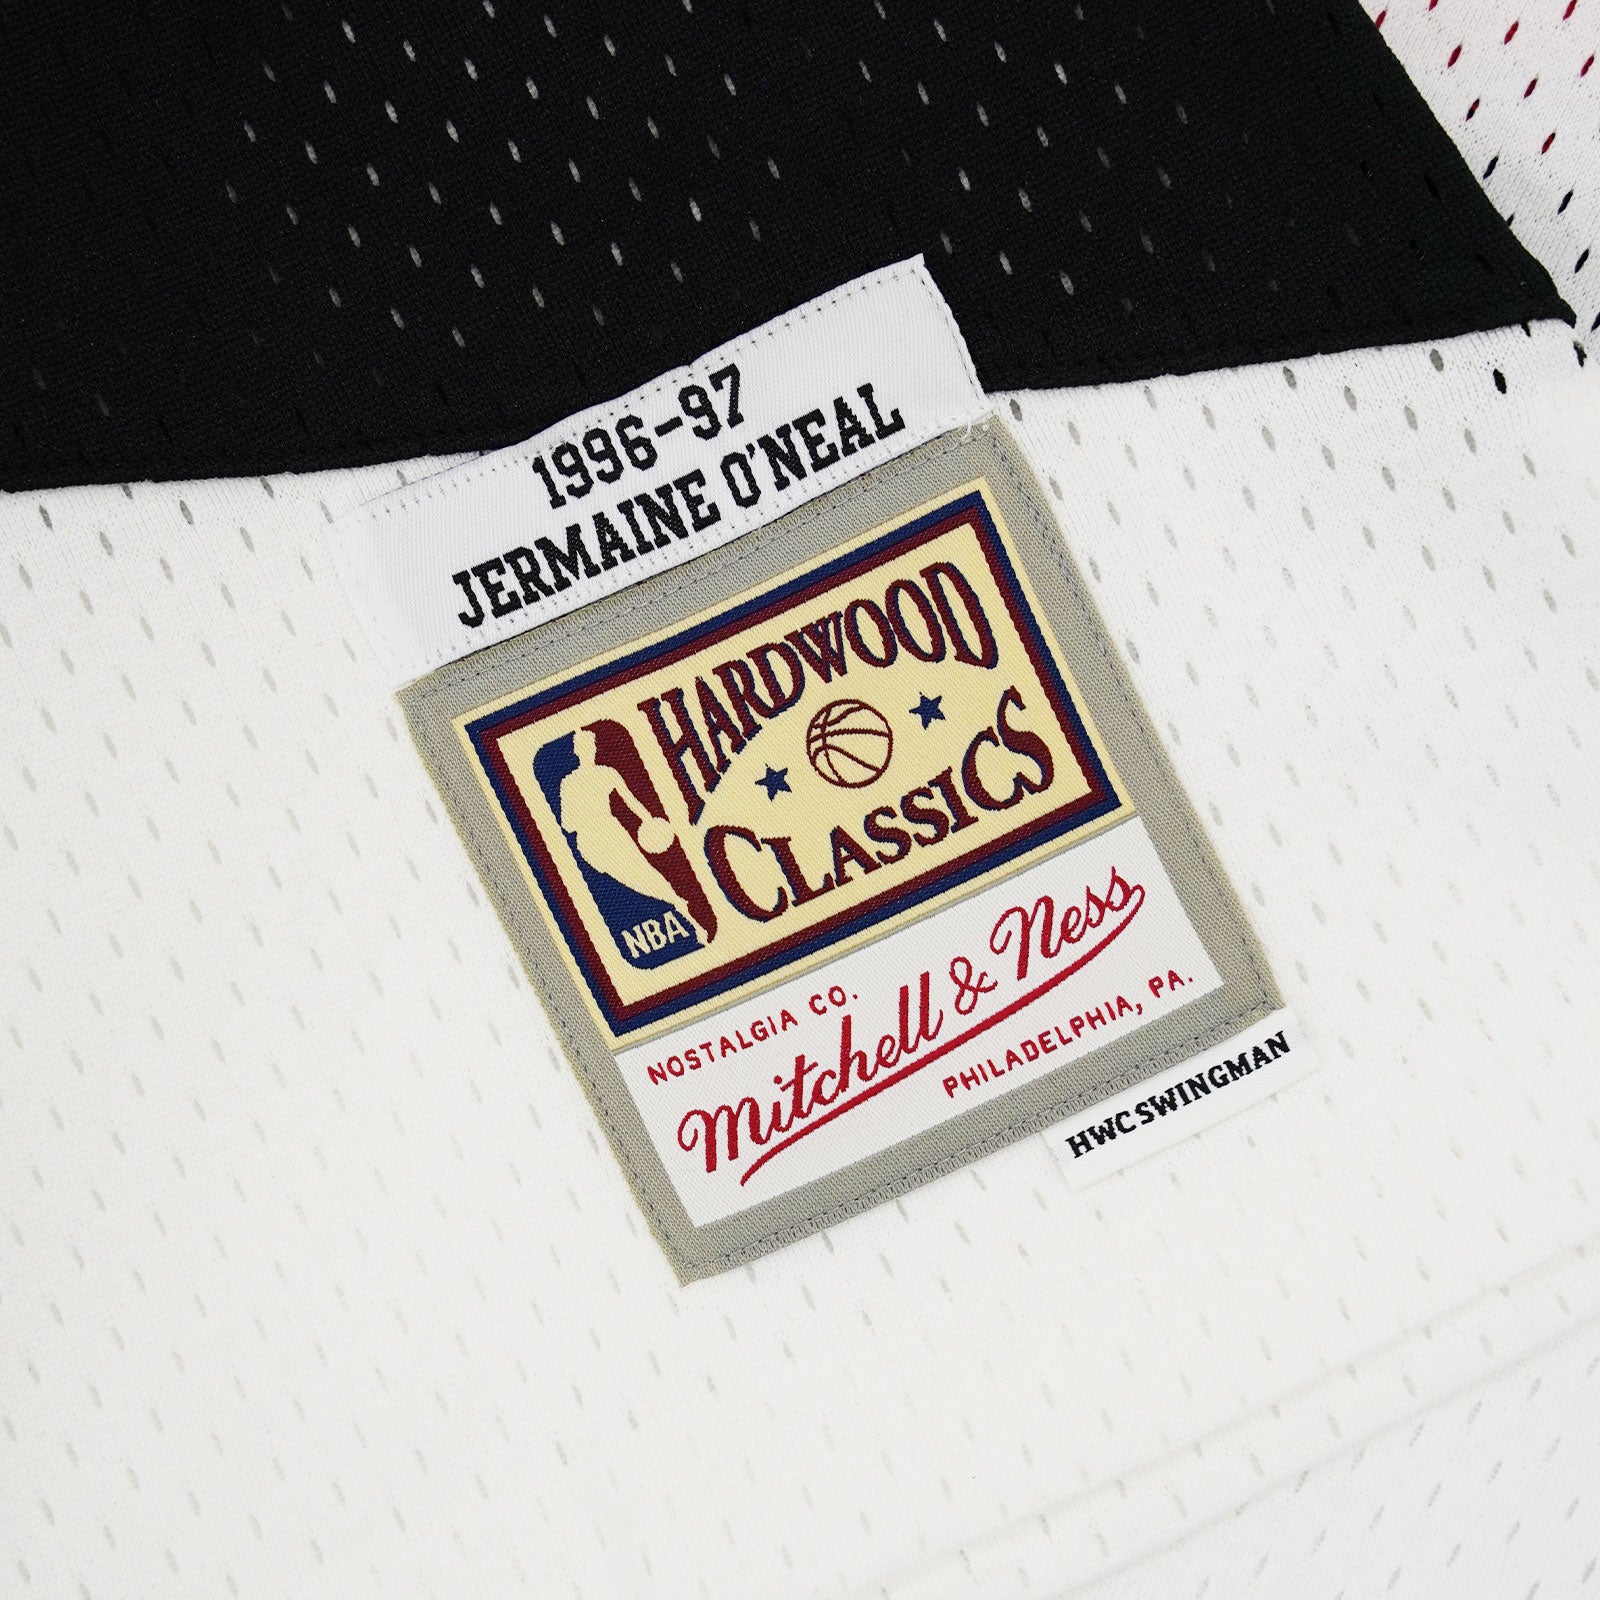 1996-97
JERMAINE O'NEAL
HARDWOOD
CLASSICS
NBA
NOSTALGIA CO.
Mitchell & Ness
PHILADELPHIA, PA.
HWC SWINGMAN